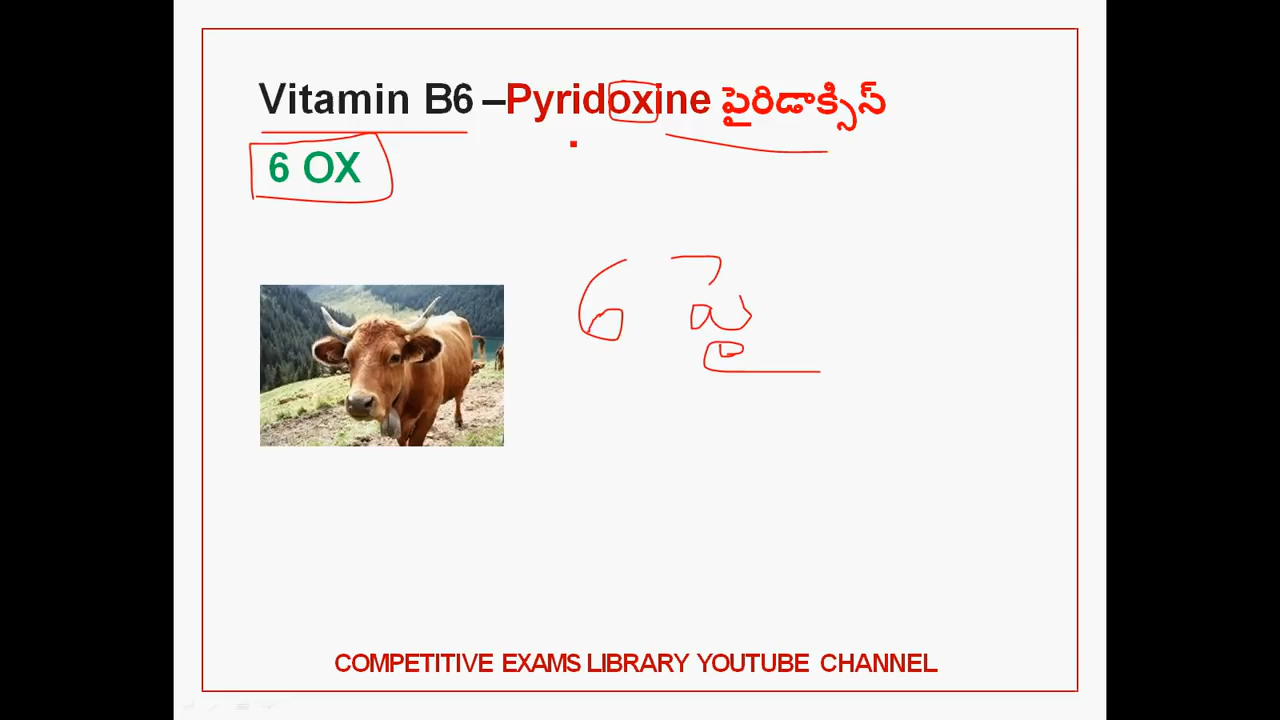 Vitamin B6 –Pyridoxine పైరిడాక్సిస్
6 OX
6 పై
COMPETITIVE EXAMS LIBRARY YOUTUBE CHANNEL